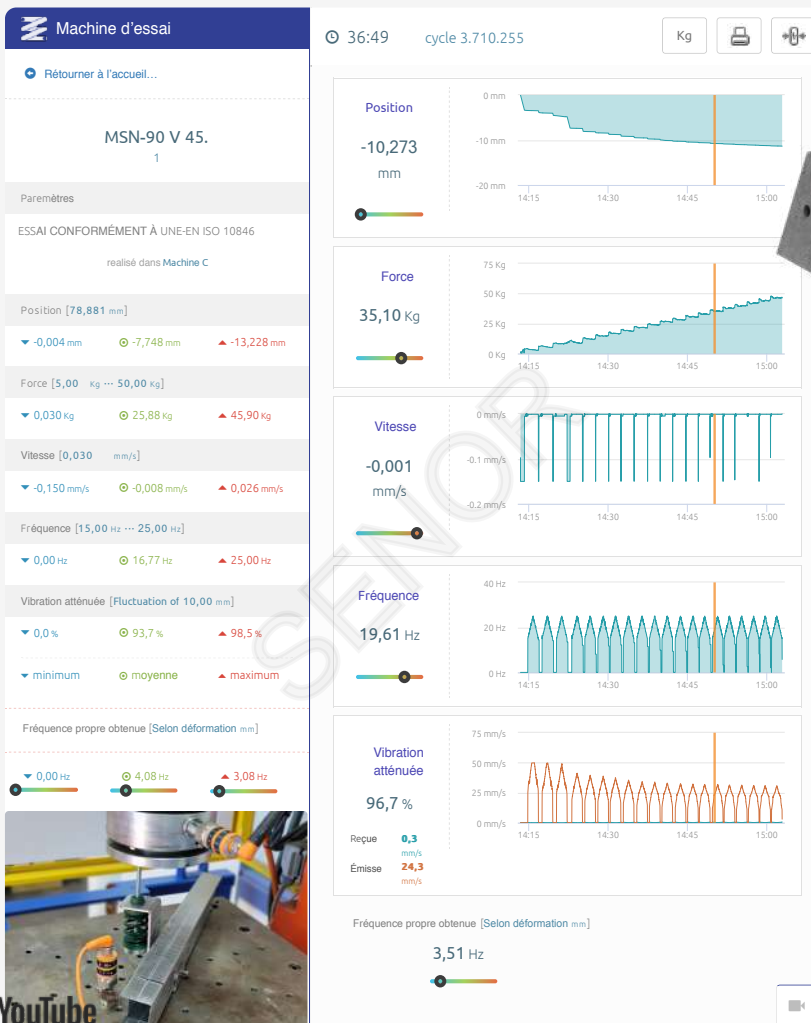 Machine d'essai
Rétourner à l'accueil...
MSN-90 V 45.
1
Paremètres
ESSAI CONFORMÉMENT À UNE-EN ISO 10846
realisé dans Machine C
Position [78,881 mm]
-0,004 mm -7,748 mm -13,228 mm
Force [5,00 Kg ··· 50,00 Kg]
0,030 Kg 25,88 Kg 45,90 Kg
Vitesse [0,030 mm/s]
-0,150 mm/s -0,008 mm/s 0,026 mm/s
Fréquence [15,00 Hz ··· 25,00 Hz]
0,00 Hz 16,77 Hz 25,00 Hz
Vibration atténuée [Fluctuation of 10,00 mm]
0,0 % 93,7 % 98,5 %
minimum moyenne maximum
Fréquence propre obtenue [Selon déformation mm]
0,00 Hz 4,08 Hz 3,08 Hz
YouTube
36:49 cycle 3.710.255 Kg
Position
-10,273
mm
0 mm
-10 mm
-20 mm
14:15 14:30 14:45 15:00
Force
35,10 Kg
75 Kg
50 Kg
25 Kg
0 Kg
14:15 14:30 14:45 15:00
Vitesse
-0,001
mm/s
0 mm/s
-0.1 mm/s
-0.2 mm/s
14:15 14:30 14:45 15:00
Fréquence
19,61 Hz
40 Hz
20 Hz
0 Hz
14:15 14:30 14:45 15:00
Vibration
atténuée
96,7 %
Reçue 0,3
mm/s
Émisse 24,3
mm/s
75 mm/s
50 mm/s
25 mm/s
0 mm/s
14:15 14:30 14:45 15:00
Fréquence propre obtenue [Selon déformation mm]
3,51 Hz
SENOR